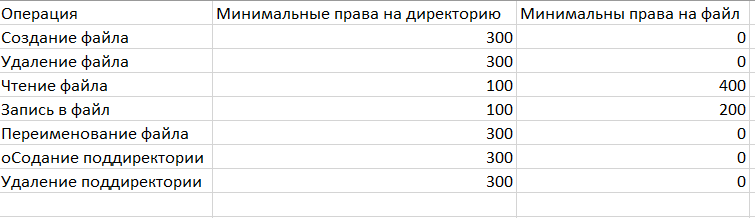 Операция Минимальные права на директорию Минимальны права на файл
Создание файла 300 0
Удаление файла 300 0
Чтение файла 100 400
Запись в файл 100 200
Переименование файла 300 0
оСодание поддиректории 300 0
Удаление поддиректории 300 0